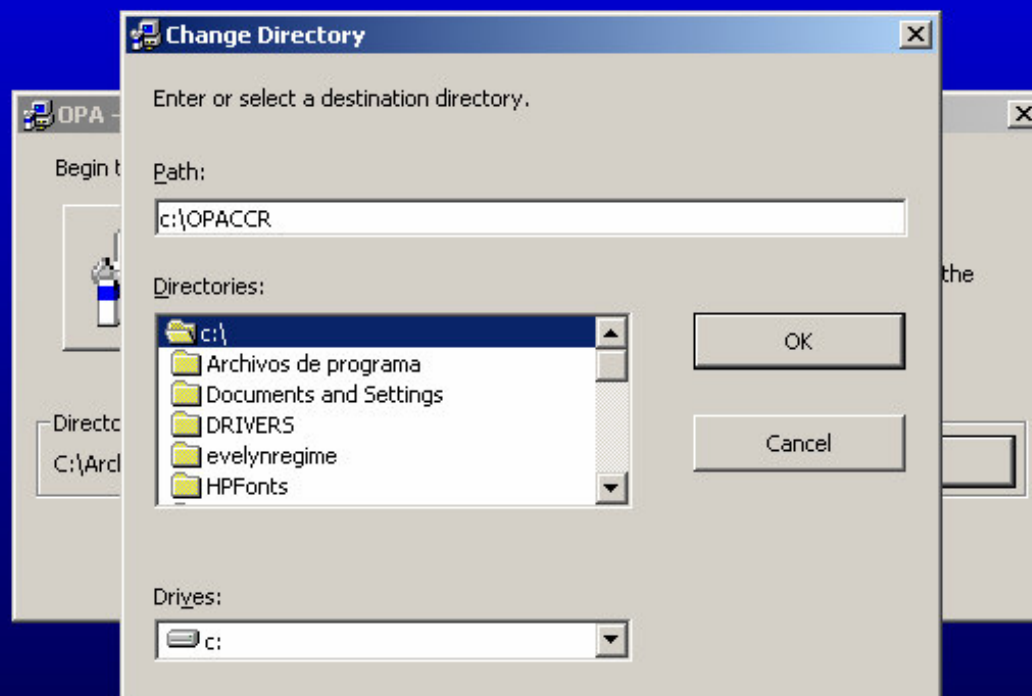 Change Directory
OPA -
Enter or select a destination directory.
Begin t
Path:
c:\OPACCR
the
Directories:
c:\
Archivos de programa
Documents and Settings
DRIVERS
evelynregime
HPFonts
OK
Cancel
Directo
C:\Arcl
Drives:
c: